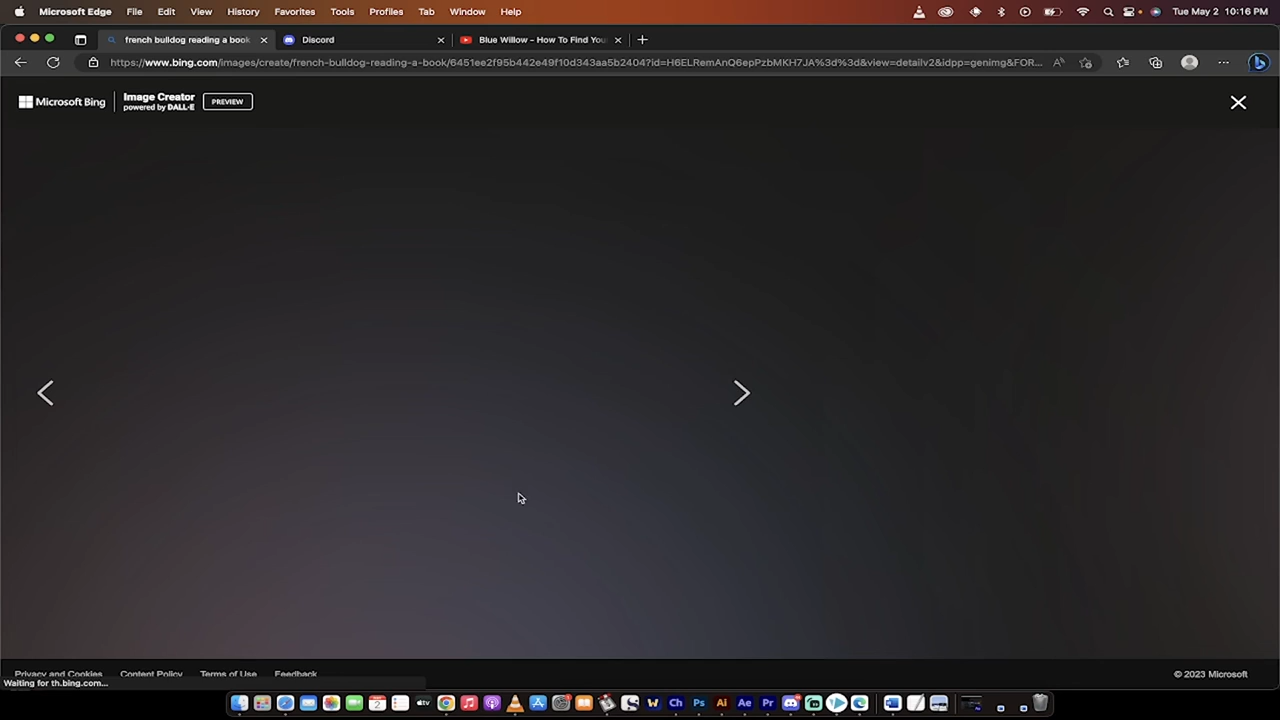 Microsoft Edge File Edit View History Favorites Tools Profiles Tab Window Help Tue May 2 10:16 PM
french bulldog reading a book Discord Blue Willow - How To Find You
https://www.bing.com/images/create/french-bulldog-reading-a-book/6451ee2f95b442e49f10d343aa5b2404?id=H6ELRemAnQ6epPzbMKH7JA%3d%3d&view=detailv2&idpp=genimg&FOR...
Microsoft Bing Image Creator PREVIEW
powered by DALL·E
Privacy and Cookies Content Policy Terms of Use Feedback © 2023 Microsoft
Waiting for th.bing.com...